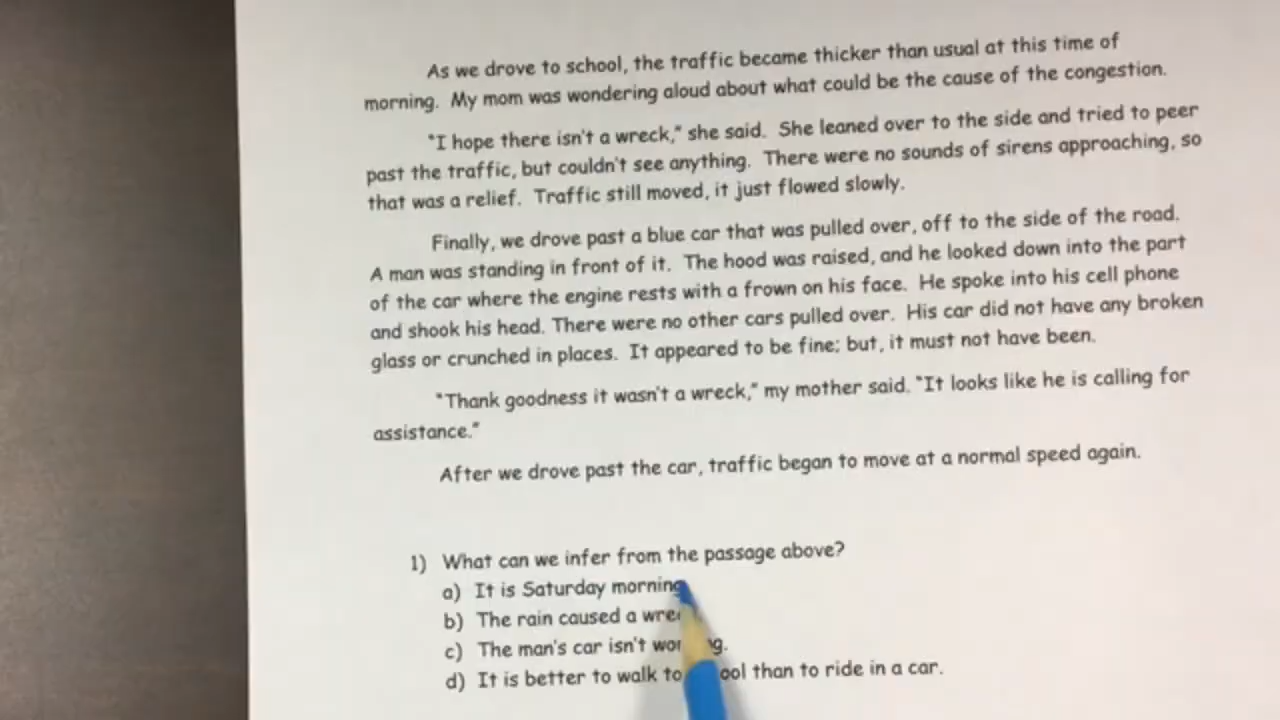 As we drove to school, the traffic became thicker than usual at this time of
morning. My mom was wondering aloud about what could be the cause of the congestion.
"I hope there isn't a wreck," she said. She leaned over to the side and tried to peer
past the traffic, but couldn't see anything. There were no sounds of sirens approaching, so
that was a relief. Traffic still moved, it just flowed slowly.
Finally, we drove past a blue car that was pulled over, off to the side of the road.
A man was standing in front of it. The hood was raised, and he looked down into the part
of the car where the engine rests with a frown on his face. He spoke into his cell phone
and shook his head. There were no other cars pulled over. His car did not have any broken
glass or crunched in places. It appeared to be fine; but, it must not have been.
"Thank goodness it wasn't a wreck," my mother said. "It looks like he is calling for
assistance."
After we drove past the car, traffic began to move at a normal speed again.
1) What can we infer from the passage above?
a) It is Saturday morning
b) The rain caused a
c) The man's car isn't
d) It is better to walk to than to ride in a car.